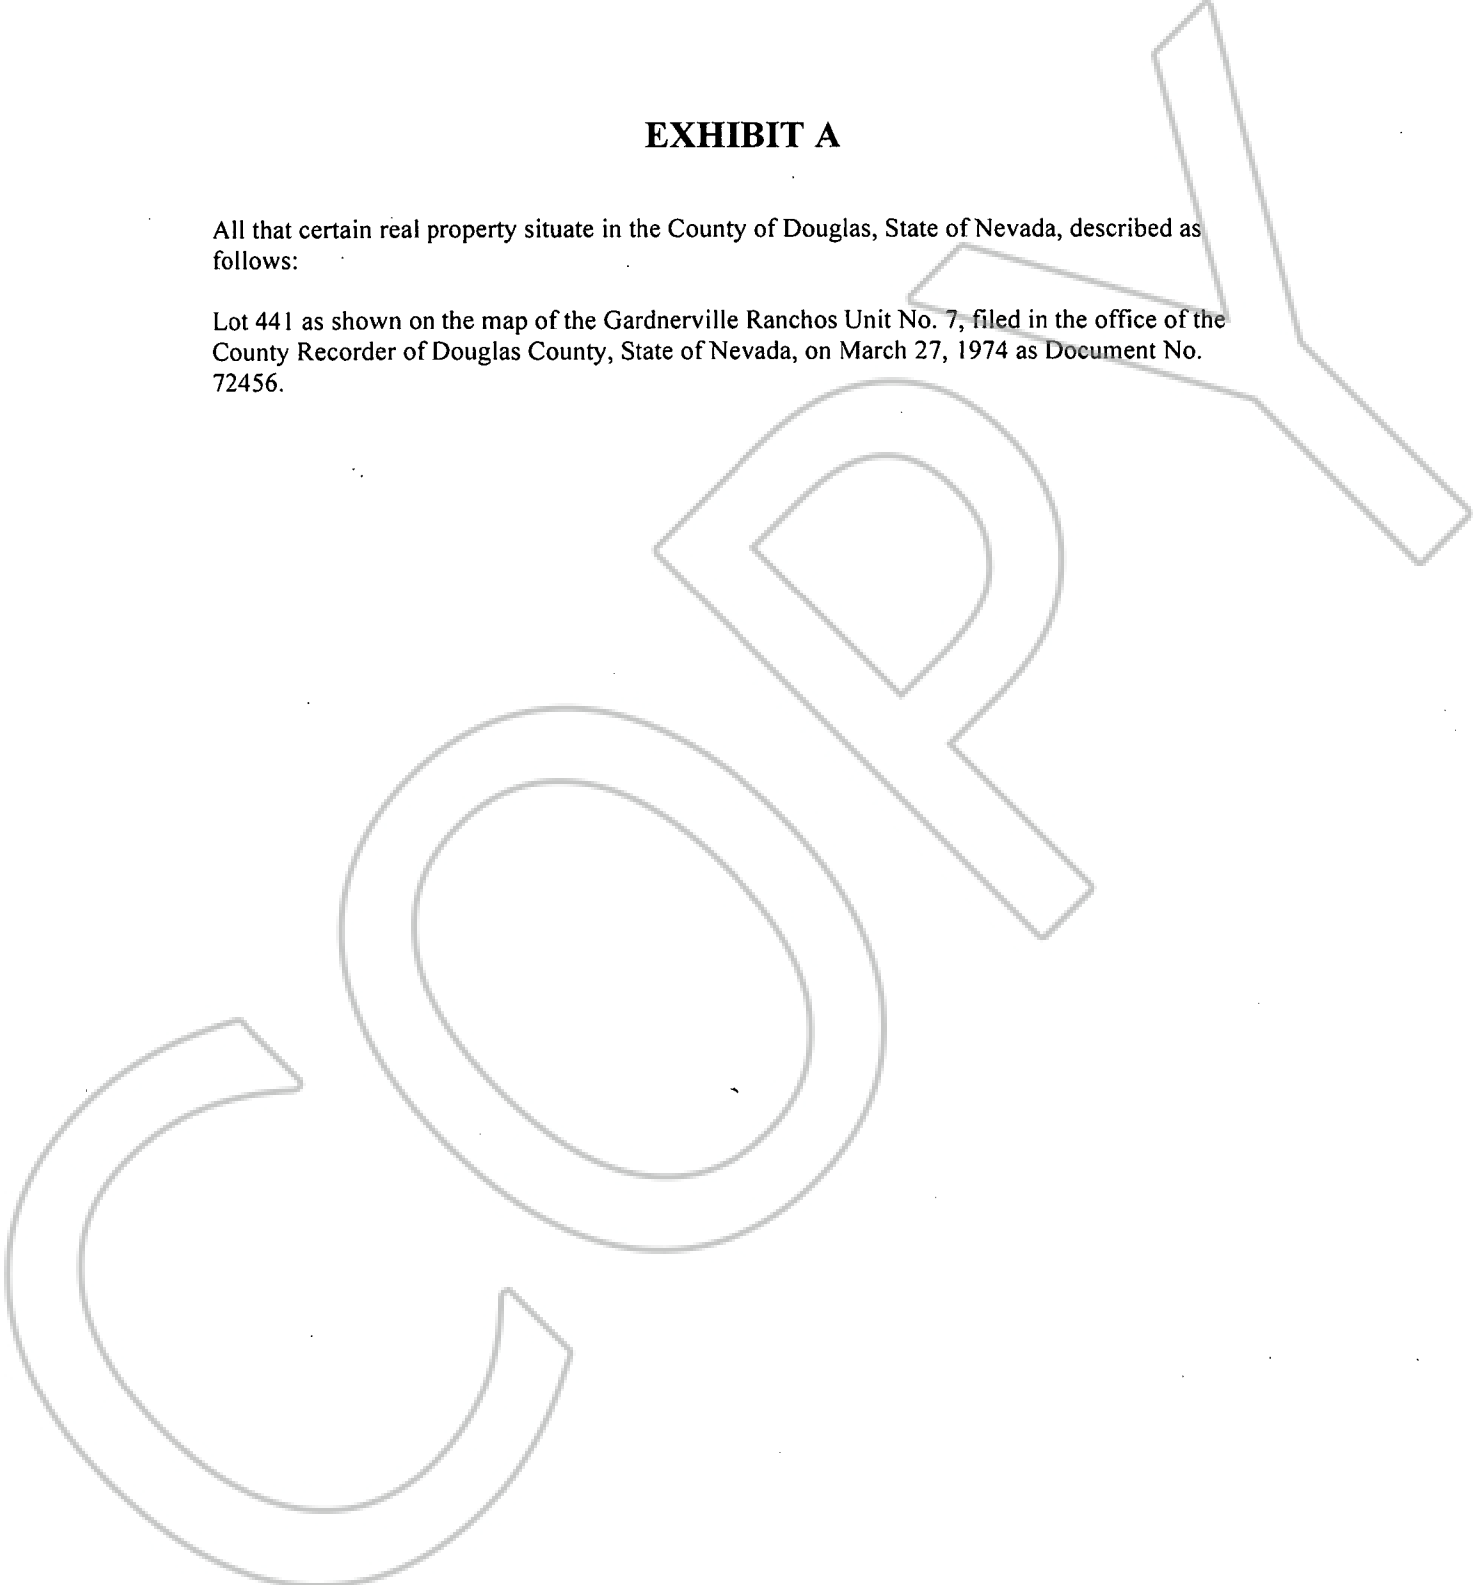 EXHIBIT A
All that certain real property situate in the County of Douglas, State of Nevada, described as
follows:
Lot 441 as shown on the map of the Gardnerville Ranchos Unit No. 7, filed in the office of the
County Recorder of Douglas County, State of Nevada, on March 27, 1974 as Document No.
72456.
COPY